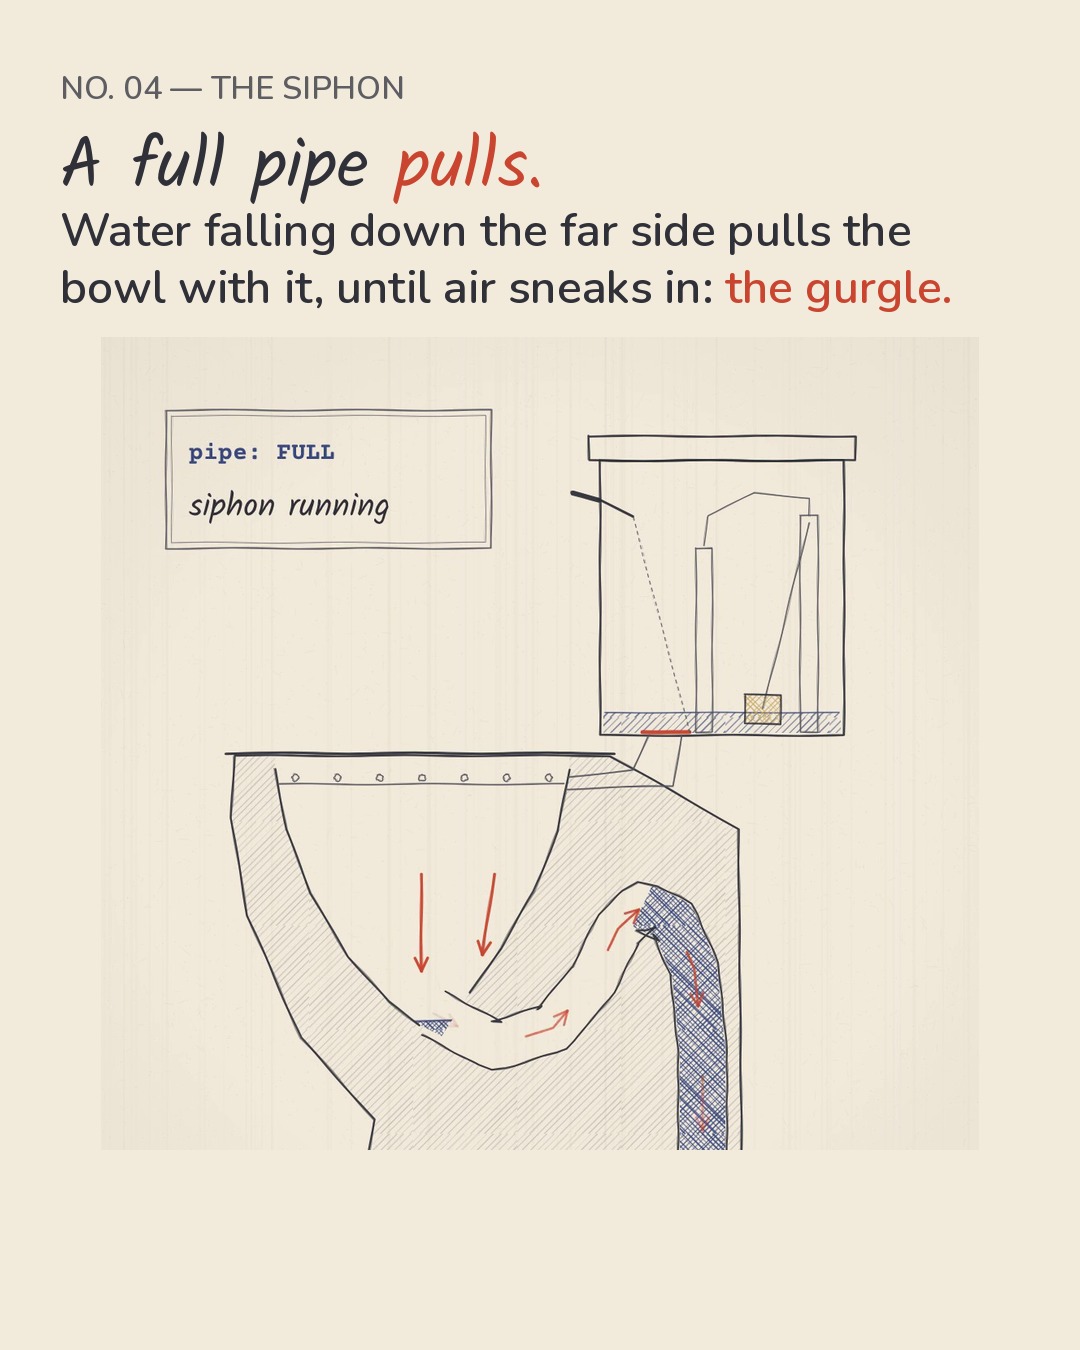 NO. 04 — THE SIPHON
A full pipe pulls.
Water falling down the far side pulls the
bowl with it, until air sneaks in: the gurgle.
pipe: FULL
siphon running